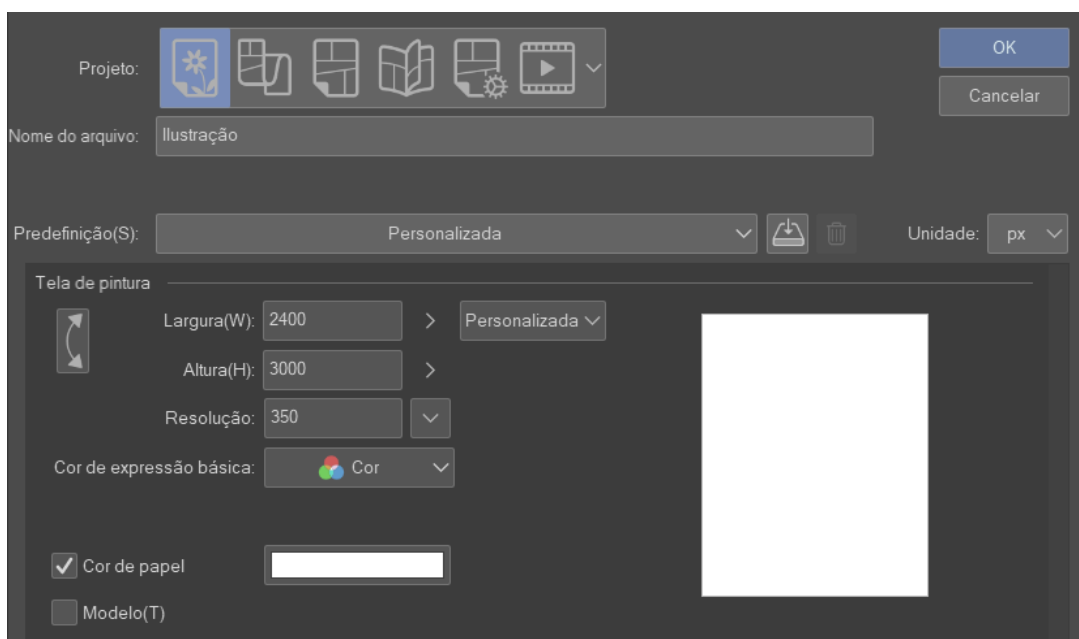 Projeto:
OK
Cancelar
Nome do arquivo: Ilustração
Predefinição(S): Personalizada Unidade: px
Tela de pintura
Largura(W): 2400 Personalizada
Altura(H): 3000
Resolução: 350
Cor de expressão básica: Cor
Cor de papel
Modelo(T)